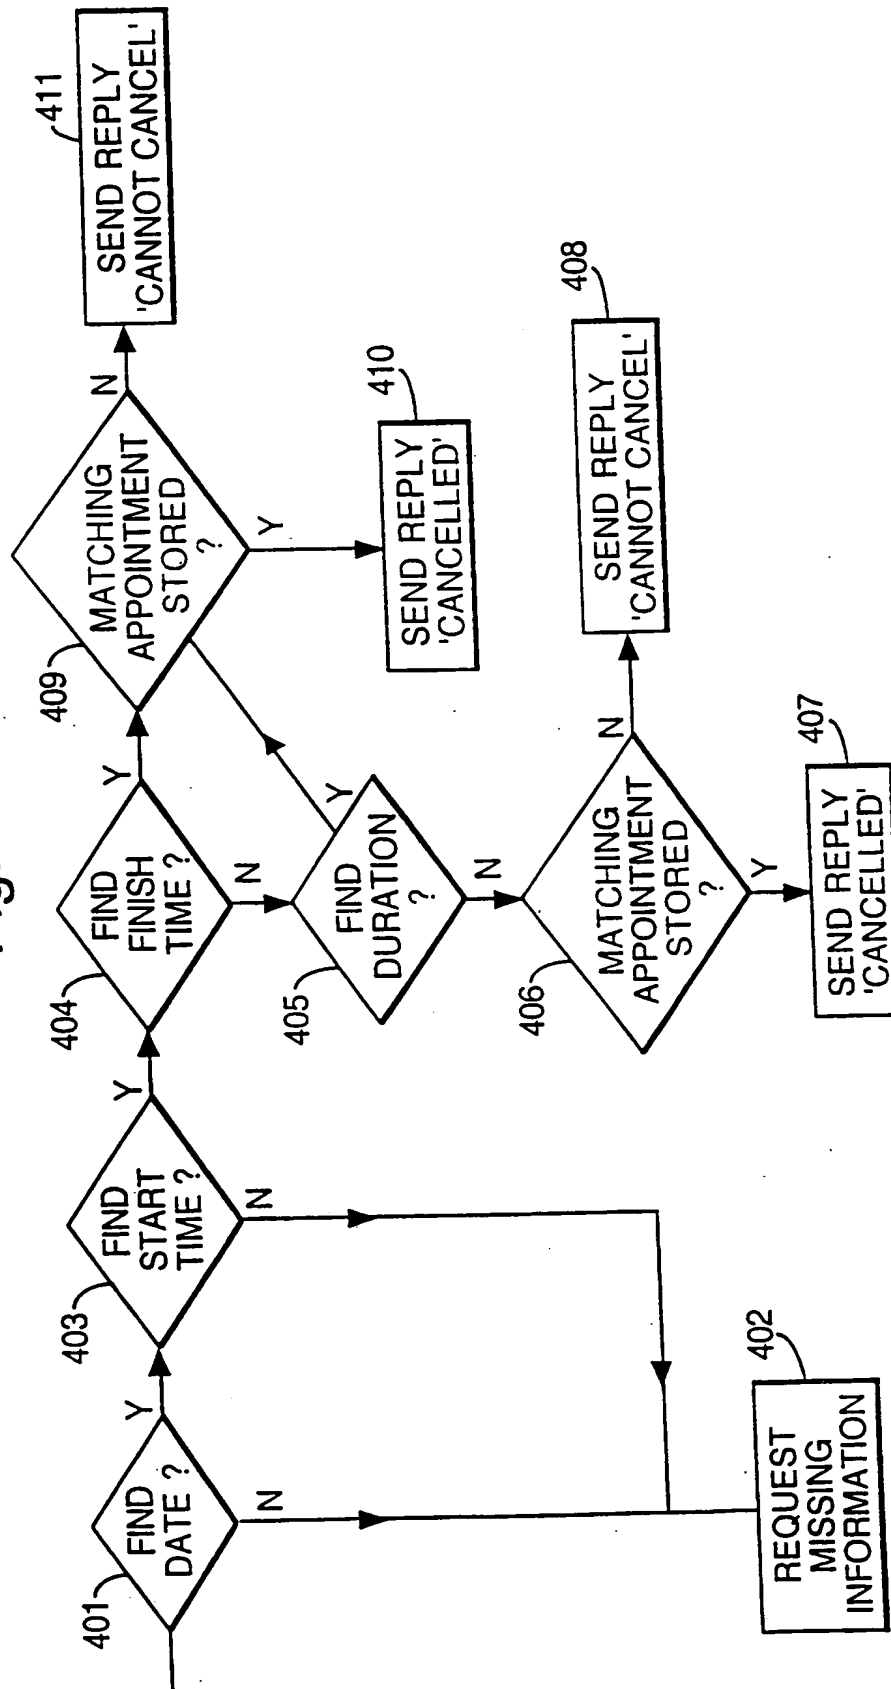 FIND
DATE ?
401
Y
N
FIND
START
TIME ?
403
Y
N
REQUEST
MISSING
INFORMATION
402
FIND
FINISH
TIME ?
404
Y
N
FIND
DURATION
?
405
Y
N
MATCHING
APPOINTMENT
STORED
?
406
N
Y
SEND REPLY
'CANCELLED'
407
SEND REPLY
'CANNOT CANCEL'
408
MATCHING
APPOINTMENT
STORED
?
409
N
Y
SEND REPLY
'CANCELLED'
410
SEND REPLY
'CANNOT CANCEL'
411